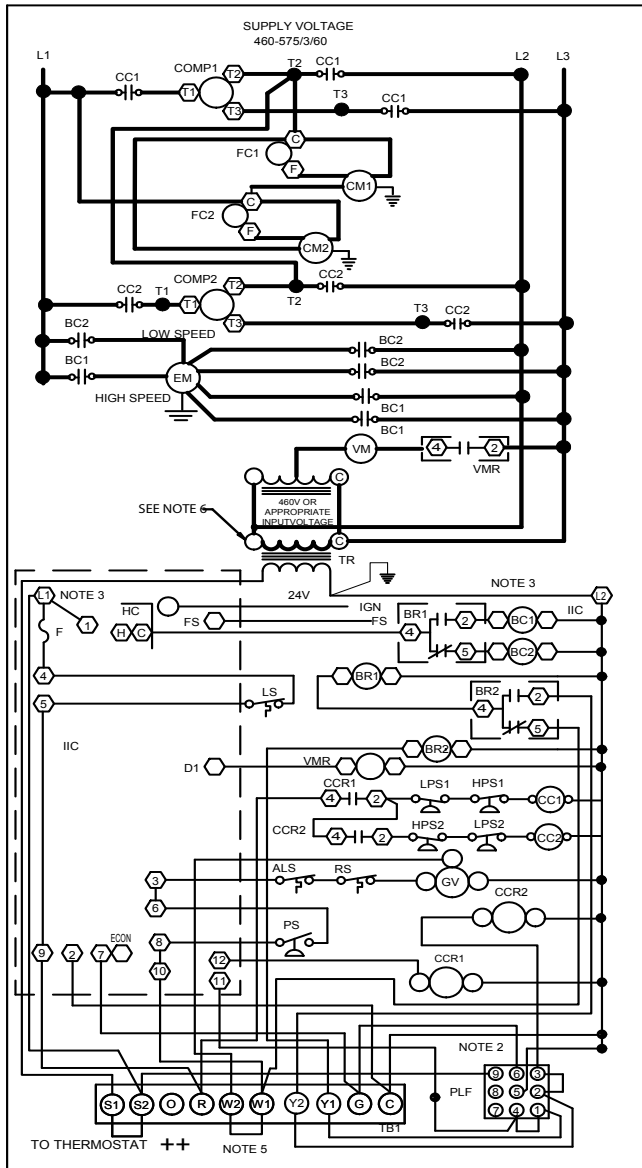 SUPPLY VOLTAGE
460-575/3/60
L1
T2
L2
L3
CC1
COMP1
T2
CC1
T1
T3
T3
CC1
C
FC1
F
CM1
C
FC2
F
CM2
COMP2
T2
CC2
CC2
T1
T1
T2
T3
T3
CC2
BC2
LOW SPEED
BC2
BC1
EM
BC2
HIGH SPEED
BC1
BC1
VM
4
2
VMR
C
460V OR
APPROPRIATE
INPUTVOLTAGE
SEE NOTE 6
C
TR
24V
L1
NOTE 3
NOTE 3
L2
HC
IGN
BR1
IIC
F
1
FS
FS
2
BC1
H
C
4
5
BC2
4
BR1
BR2
5
LS
4
2
5
IIC
BR2
D1
VMR
CCR1
LPS1
HPS1
4
2
CC1
CCR2
HPS2
LPS2
4
2
CC2
3
ALS
RS
GV
CCR2
6
PS
8
ECON
9
2
7
10
12
CCR1
11
NOTE 2
9
6
3
PLF
8
5
2
7
4
1
S1
S2
O
R
W2
W1
Y2
Y1
G
C
TB1
TO THERMOSTAT ++
NOTE 5